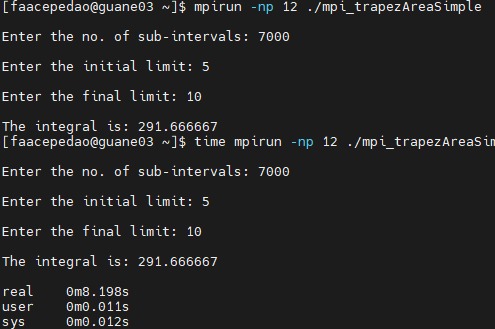 [faacepedao@guane03 ~]$ mpirun -np 12 ./mpi_trapezAreaSimple
Enter the no. of sub-intervals: 7000
Enter the initial limit: 5
Enter the final limit: 10
The integral is: 291.666667
[faacepedao@guane03 ~]$ time mpirun -np 12 ./mpi_trapezAreaSim
Enter the no. of sub-intervals: 7000
Enter the initial limit: 5
Enter the final limit: 10
The integral is: 291.666667
real 0m8.198s
user 0m0.011s
sys 0m0.012s